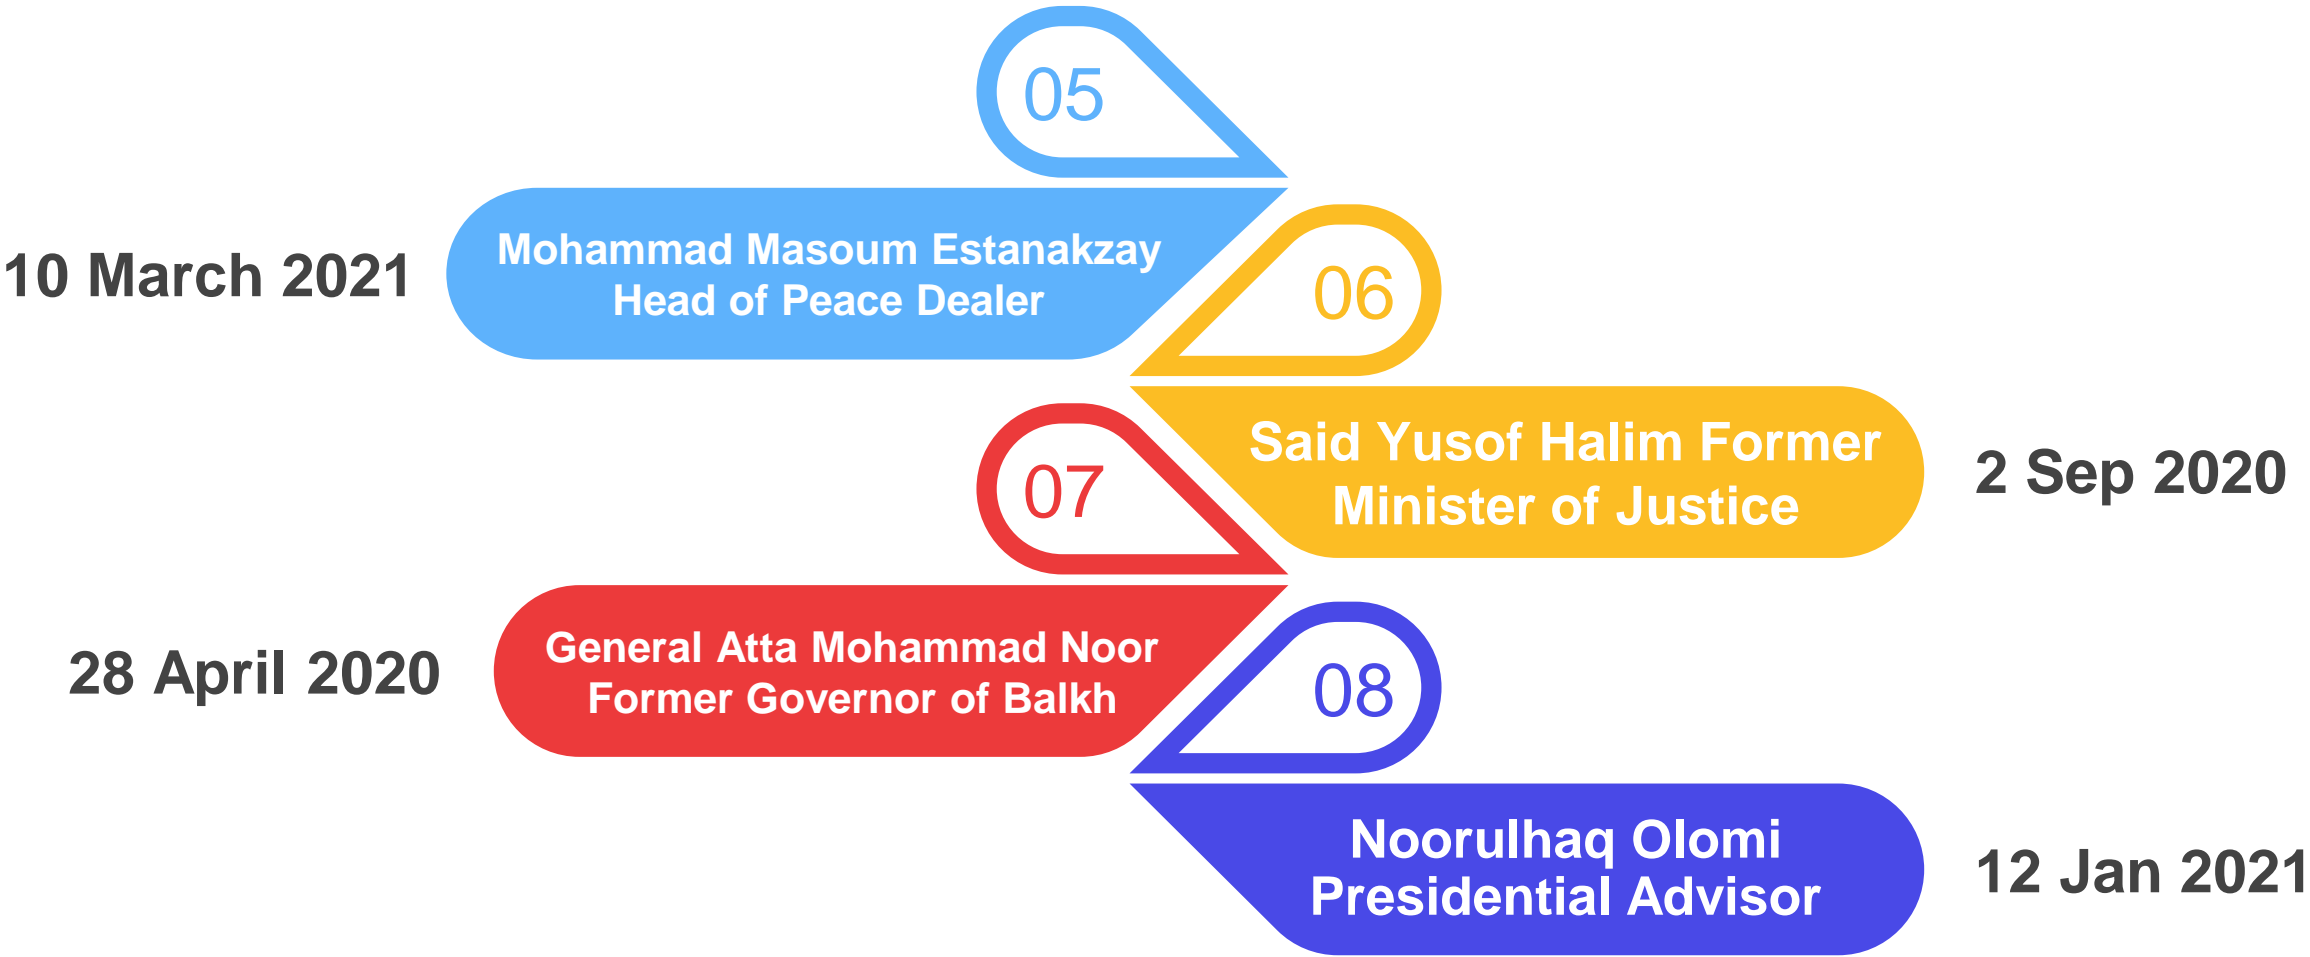 05
10 March 2021
Mohammad Masoum Estanakzay
Head of Peace Dealer
06
Said Yusof Halim Former
Minister of Justice
2 Sep 2020
07
28 April 2020
General Atta Mohammad Noor
Former Governor of Balkh
08
Noorulhaq Olomi
Presidential Advisor
12 Jan 2021